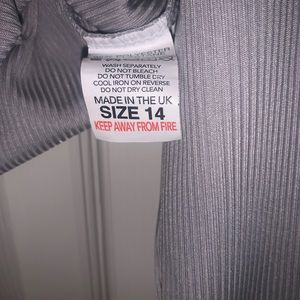 POLYESTER
WASH SEPARATELY
DO NOT BLEACH
DO NOT TUMBLE DRY
COOL IRON ON REVERSE
DO NOT DRY CLEAN
MADE IN THE UK
SIZE 14
KEEP AWAY FROM FIRE